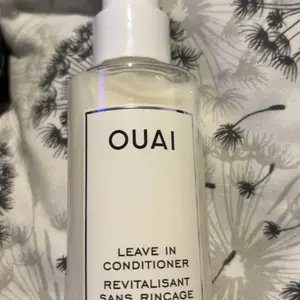 OUAI
LEAVE IN
CONDITIONER
REVITALISANT
SANS RINCAGE